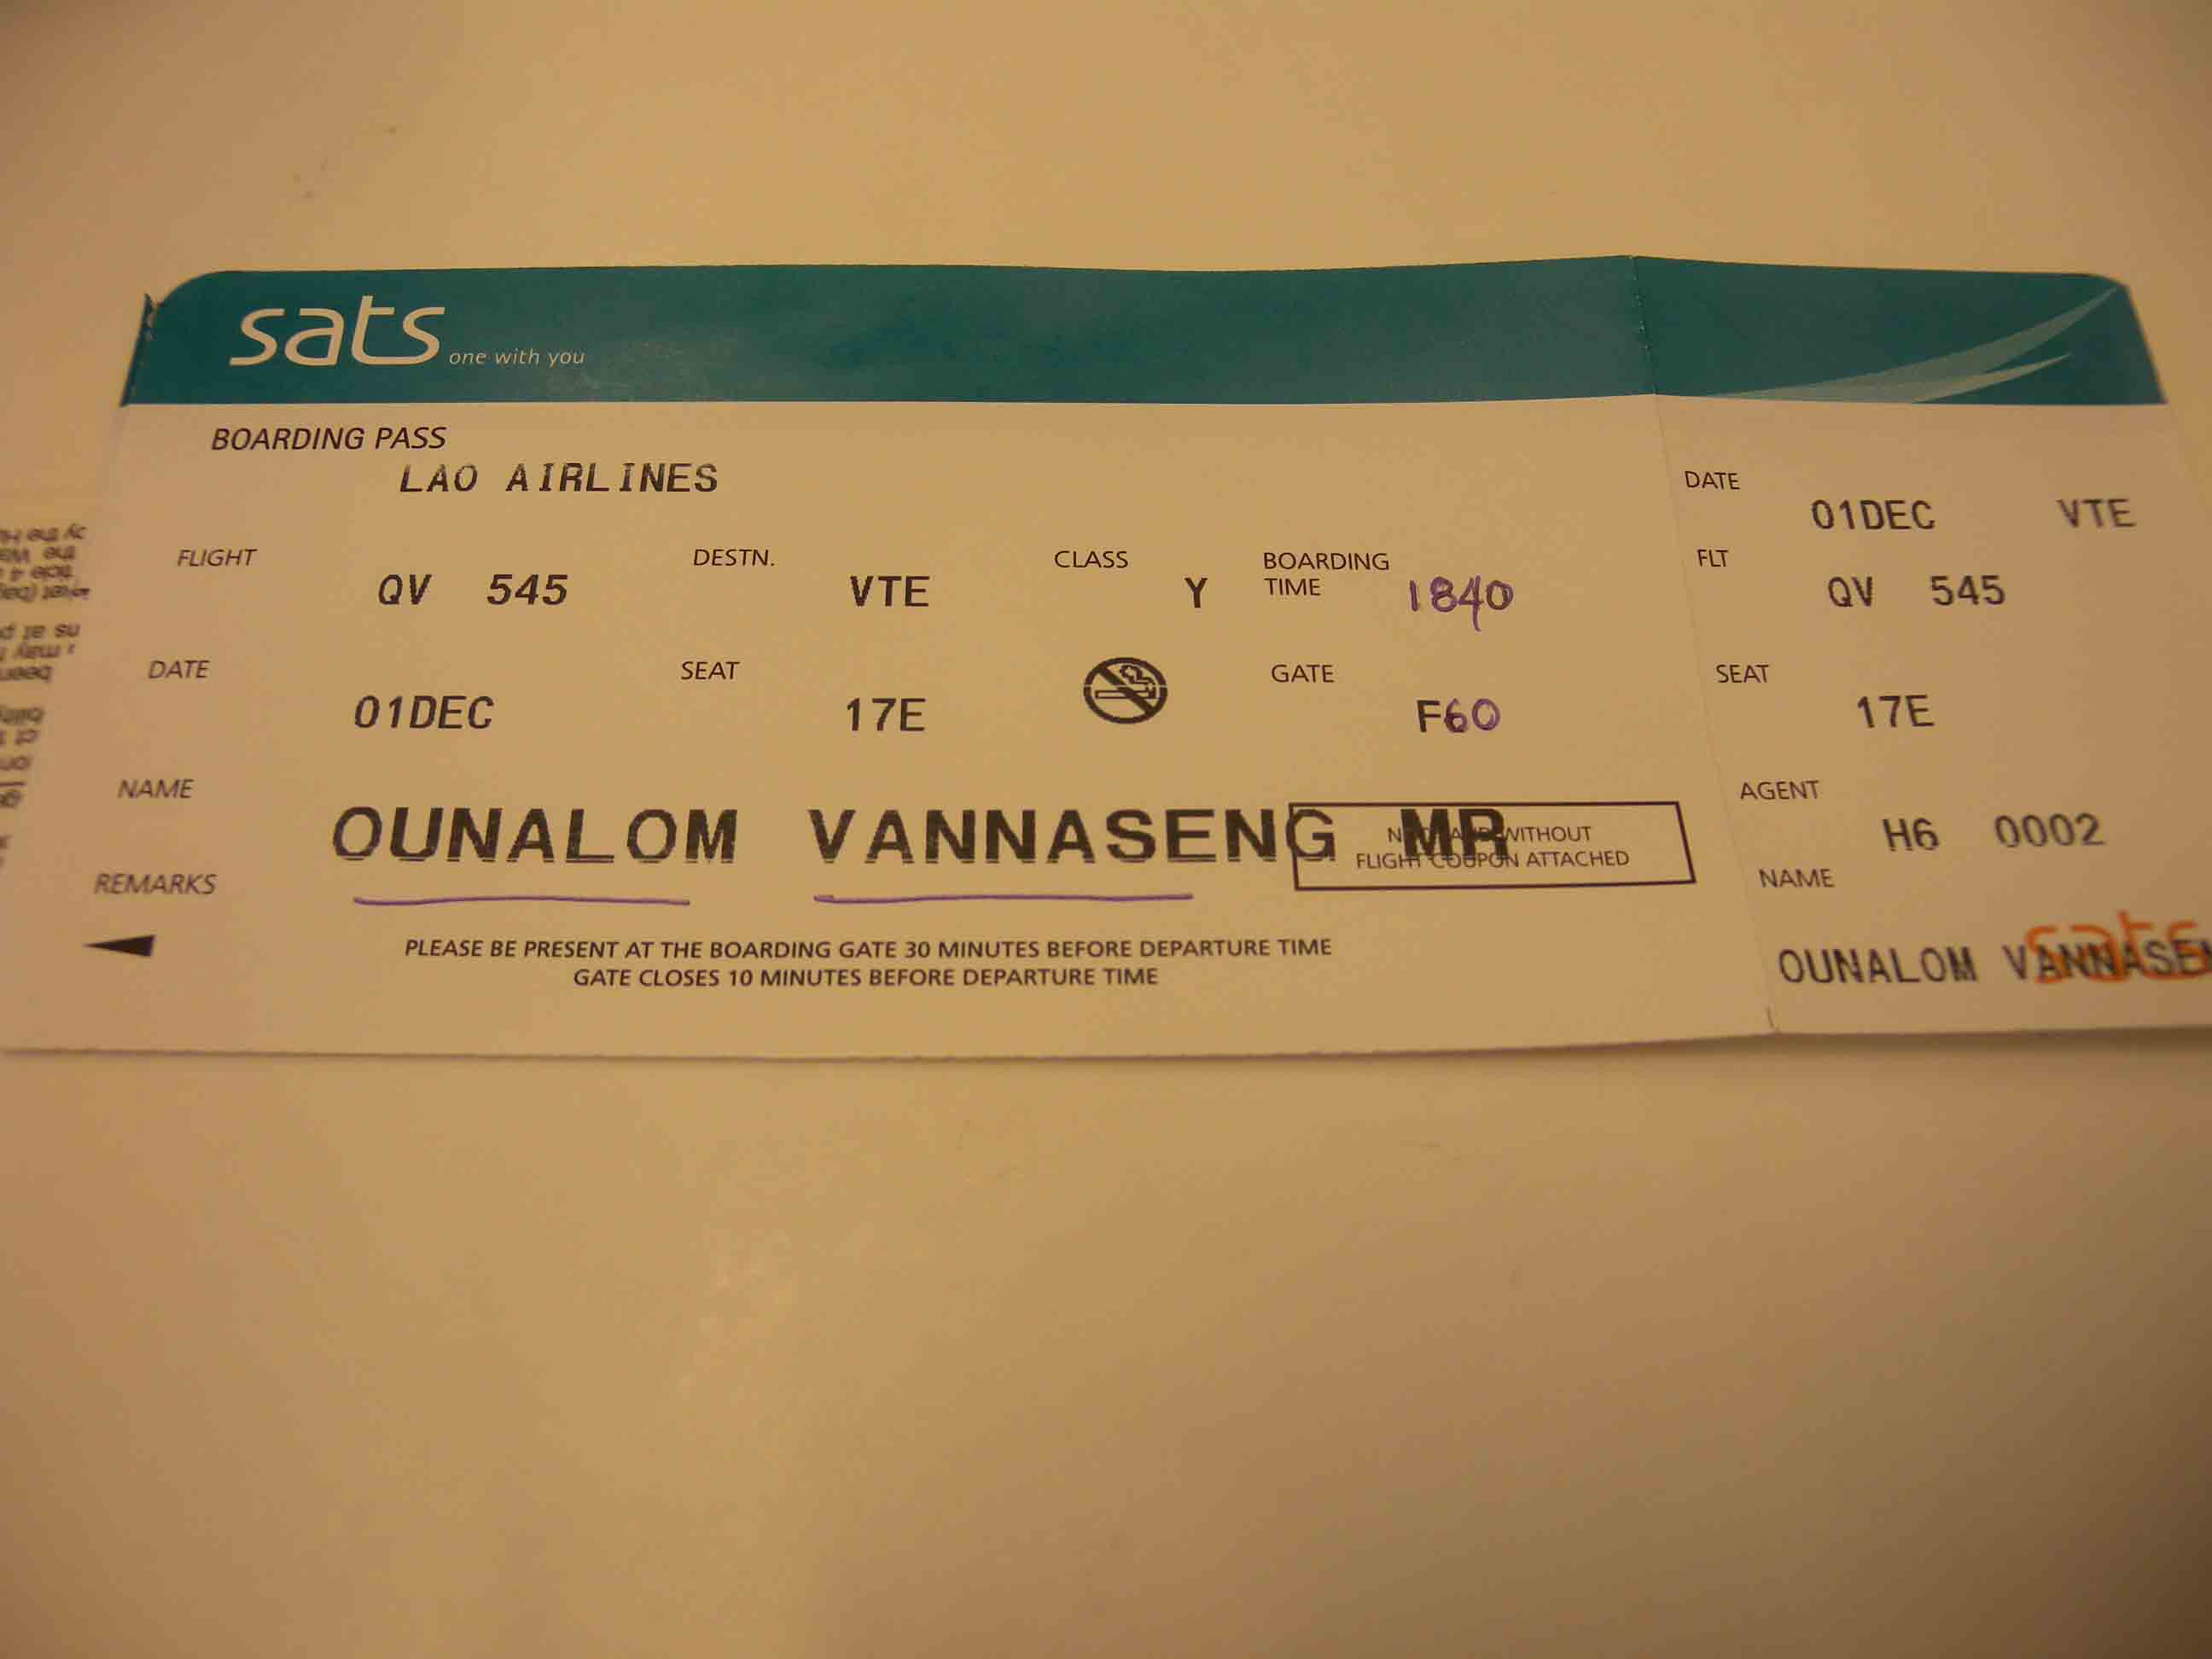 sats one with you
BOARDING PASS
LAO AIRLINES
FLIGHT QV 545 DESTN. VTE CLASS Y BOARDING TIME 1840
DATE 01DEC SEAT 17E GATE F60
NAME OUNALOM VANNASENG MR
WITHOUT
FLIGHT COUPON ATTACHED
REMARKS
PLEASE BE PRESENT AT THE BOARDING GATE 30 MINUTES BEFORE DEPARTURE TIME
GATE CLOSES 10 MINUTES BEFORE DEPARTURE TIME
DATE 01DEC VTE
FLT QV 545
SEAT 17E
AGENT H6 0002
NAME
OUNALOM VANNASEN
sats